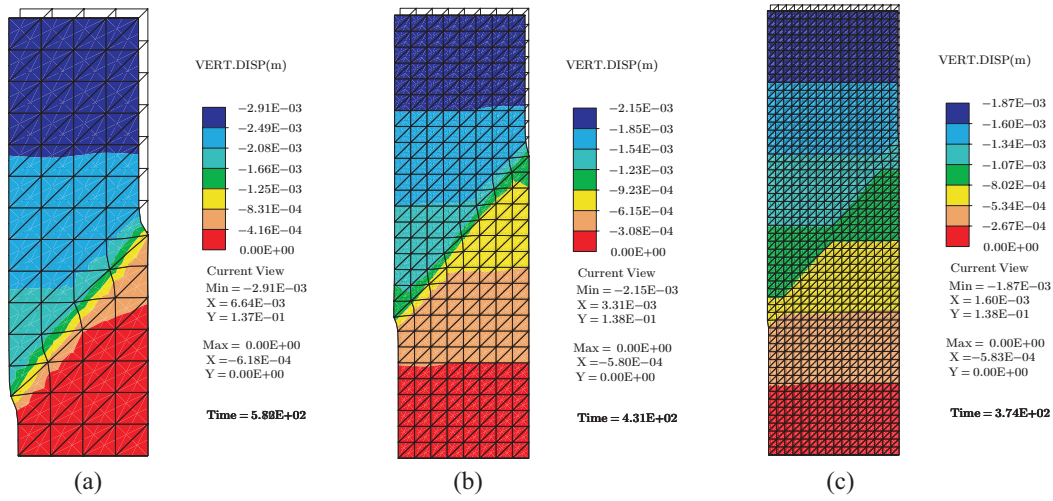 VERT.DISP(m)
−2.91E−03
−2.49E−03
−2.08E−03
−1.66E−03
−1.25E−03
−8.31E−04
−4.16E−04
0.00E+00
Current View
Min = −2.91E−03
X = 6.64E−03
Y = 1.37E−01
Max = 0.00E+00
X = −6.18E−04
Y = 0.00E+00
(a)
VERT.DISP(m)
−2.15E−03
−1.85E−03
−1.54E−03
−1.23E−03
−9.23E−04
−6.15E−04
−3.08E−04
0.00E+00
Current View
Min = −2.15E−03
X = 3.31E−03
Y = 1.38E−01
Max = 0.00E+00
X = −5.80E−04
Y = 0.00E+00
Time = 4.31E+02
(b)
VERT.DISP(m)
−1.87E−03
−1.60E−03
−1.34E−03
−1.07E−03
−8.02E−04
−5.34E−04
−2.67E−04
0.00E+00
Current View
Min = −1.87E−03
X = 1.60E−03
Y = 1.38E−01
Max = 0.00E+00
X = −5.83E−04
Y = 0.00E+00
Time = 3.74E+02
(c)